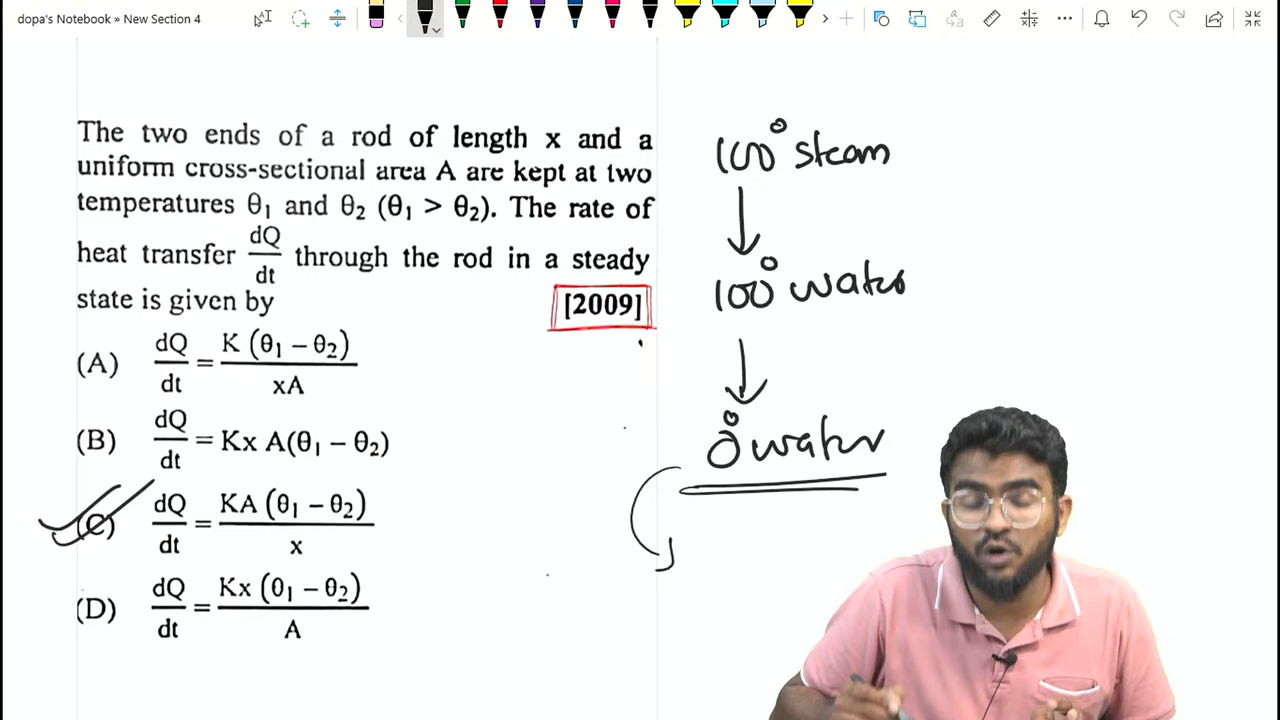 dopa's Notebook » New Section 4
The two ends of a rod of length x and a
uniform cross-sectional area A are kept at two
temperatures θ₁ and θ₂ (θ₁ > θ₂). The rate of
heat transfer dQ/dt through the rod in a steady
state is given by [2009]
(A) dQ/dt = K (θ₁ – θ₂)/xA
(B) dQ/dt = Kx A(θ₁ – θ₂)
(C) dQ/dt = KA (θ₁ – θ₂)/x
(D) dQ/dt = Kx (θ₁ – θ₂)/A
100° steam
100° water
0° water